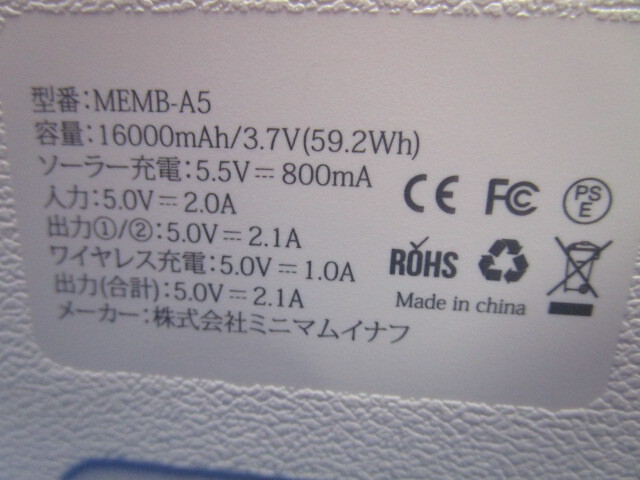 型番:MEMB-A5
容量:16000mAh/3.7V(59.2Wh)
ソーラー充電:5.5V⎓800mA
入力:5.0V⎓2.0A
出力①/②:5.0V⎓2.1A
ワイヤレス充電:5.0V⎓1.0A
出力(合計):5.0V⎓2.1A
メーカー:株式会社ミニマムイナフ
CE FC PSE
ROHS
Made in china